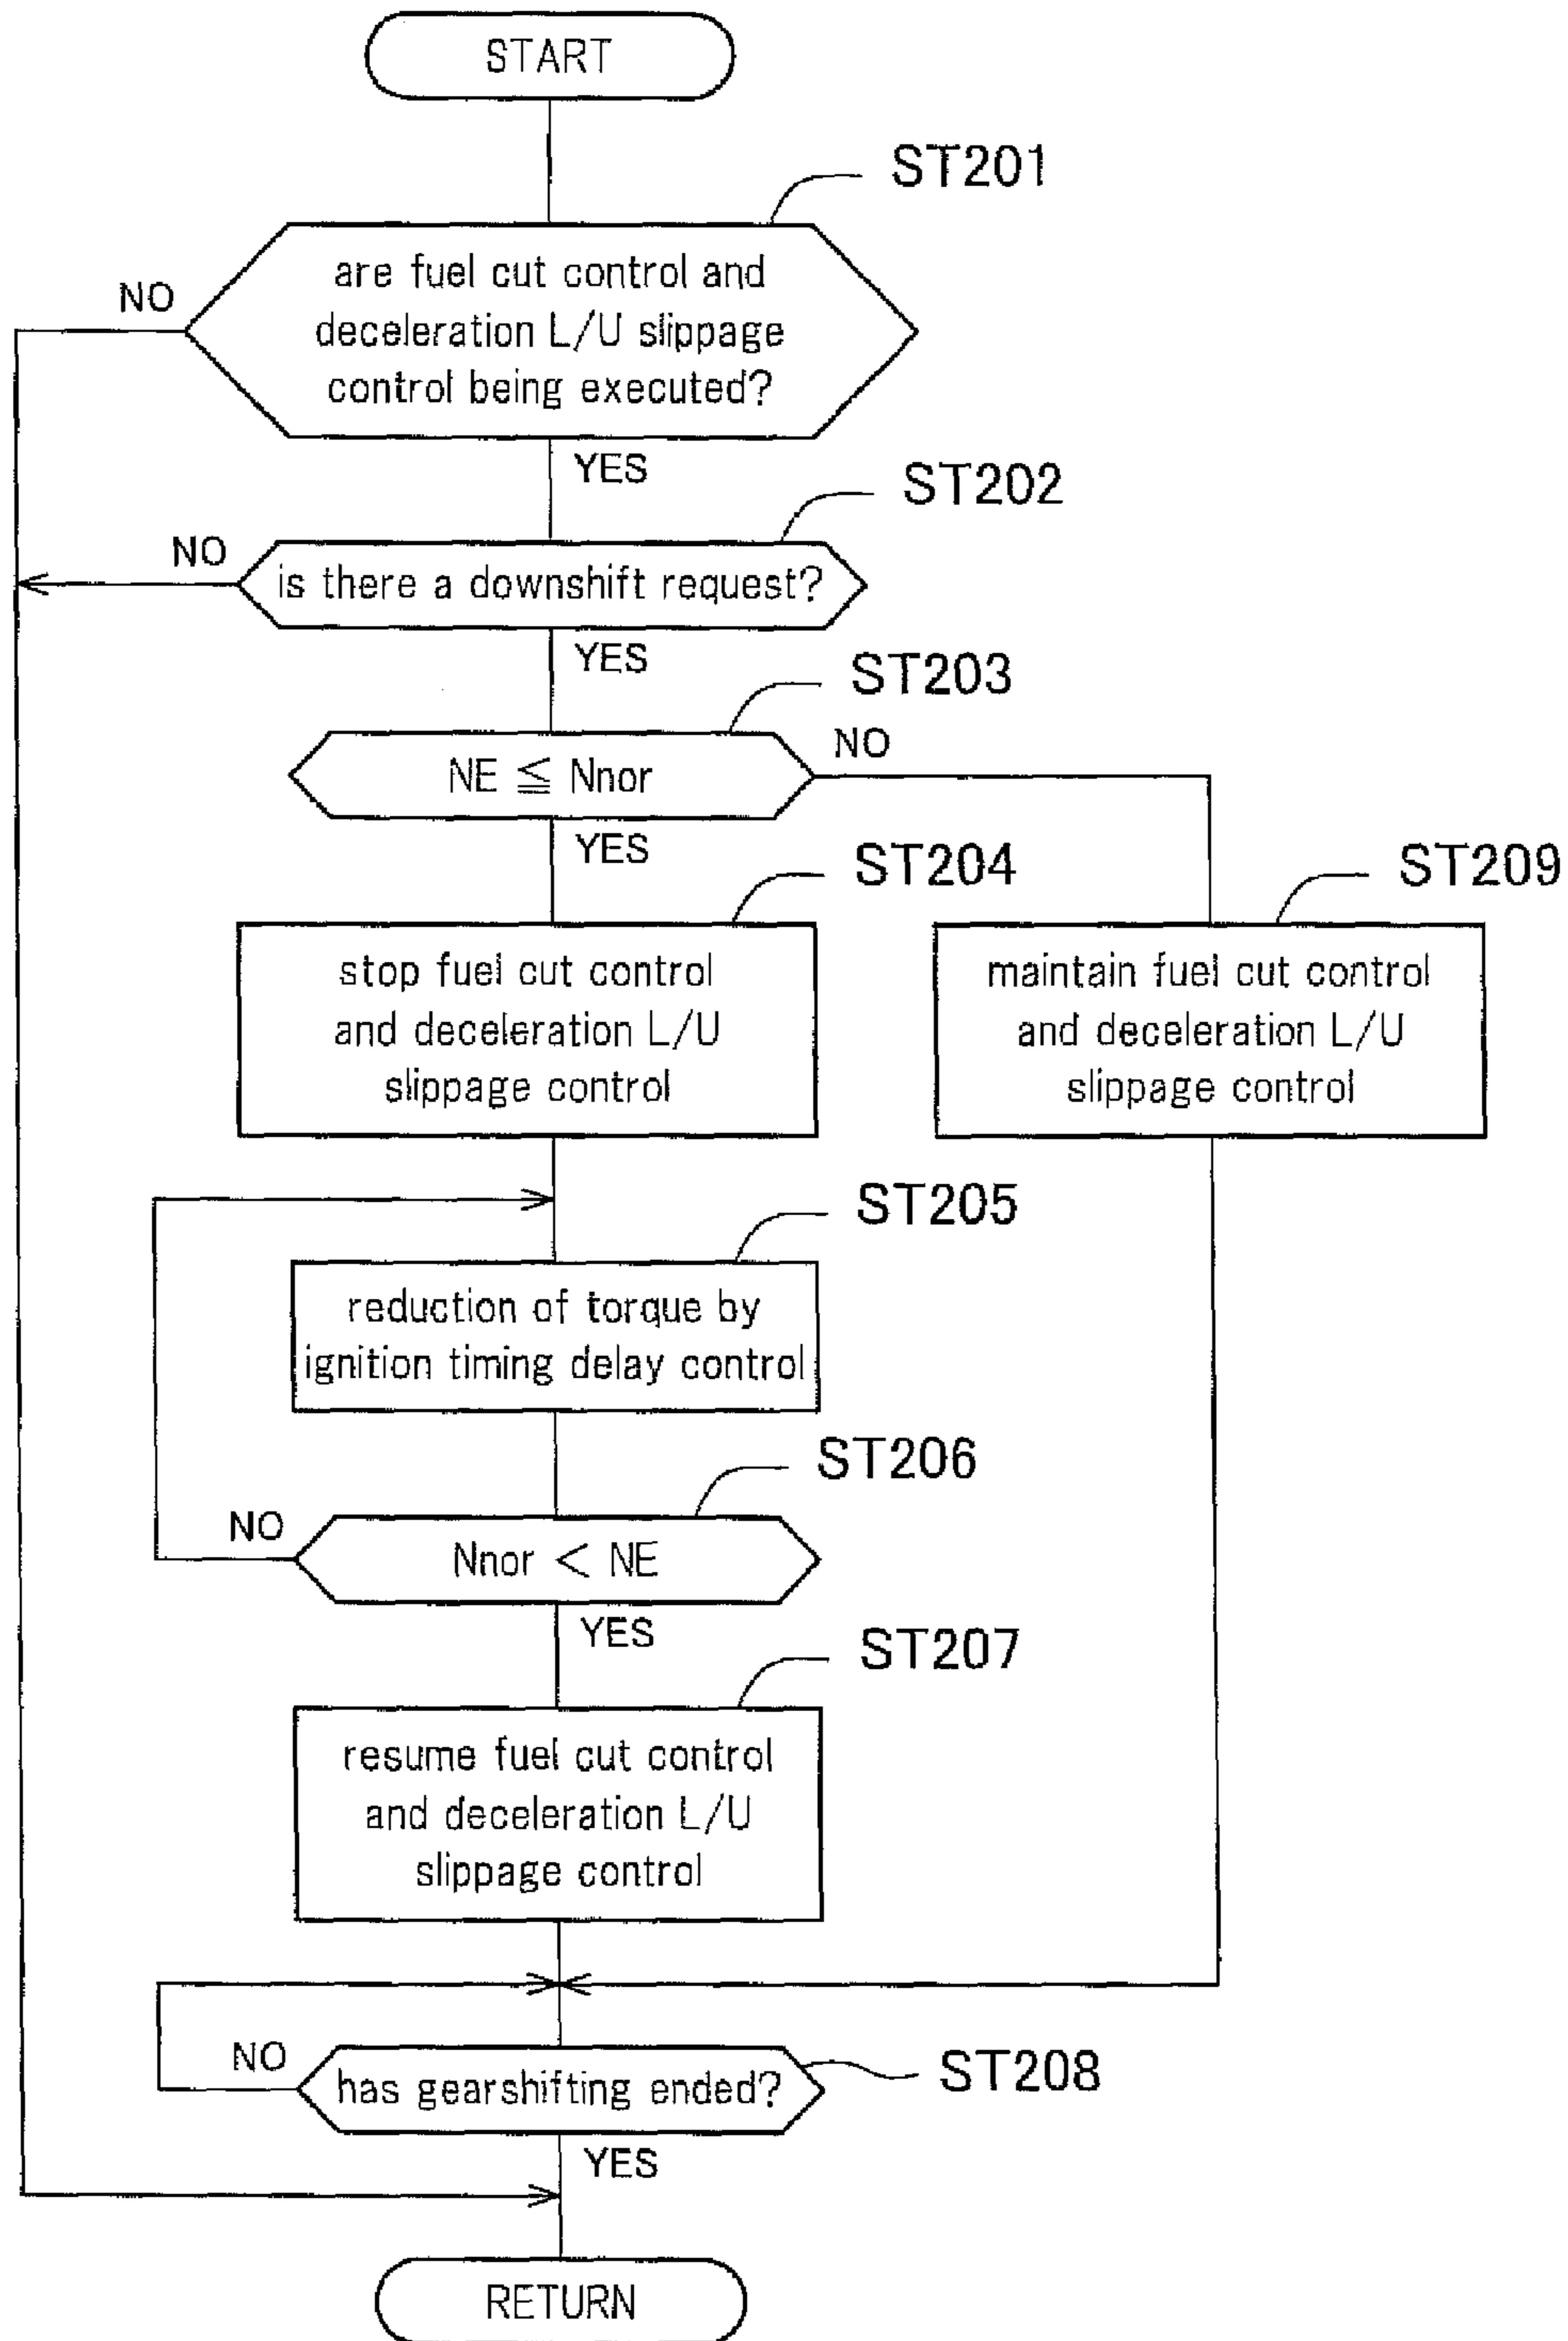 START
ST201
are fuel cut control and
deceleration L/U slippage
control being executed?
NO
YES
ST202
NO
is there a downshift request?
YES
ST203
NE ≦ Nnor
NO
YES
ST204
ST209
stop fuel cut control
and deceleration L/U
slippage control
maintain fuel cut control
and deceleration L/U
slippage control
ST205
reduction of torque by
ignition timing delay control
ST206
NO
Nnor < NE
YES
ST207
resume fuel cut control
and deceleration L/U
slippage control
NO
has gearshifting ended?
ST208
YES
RETURN